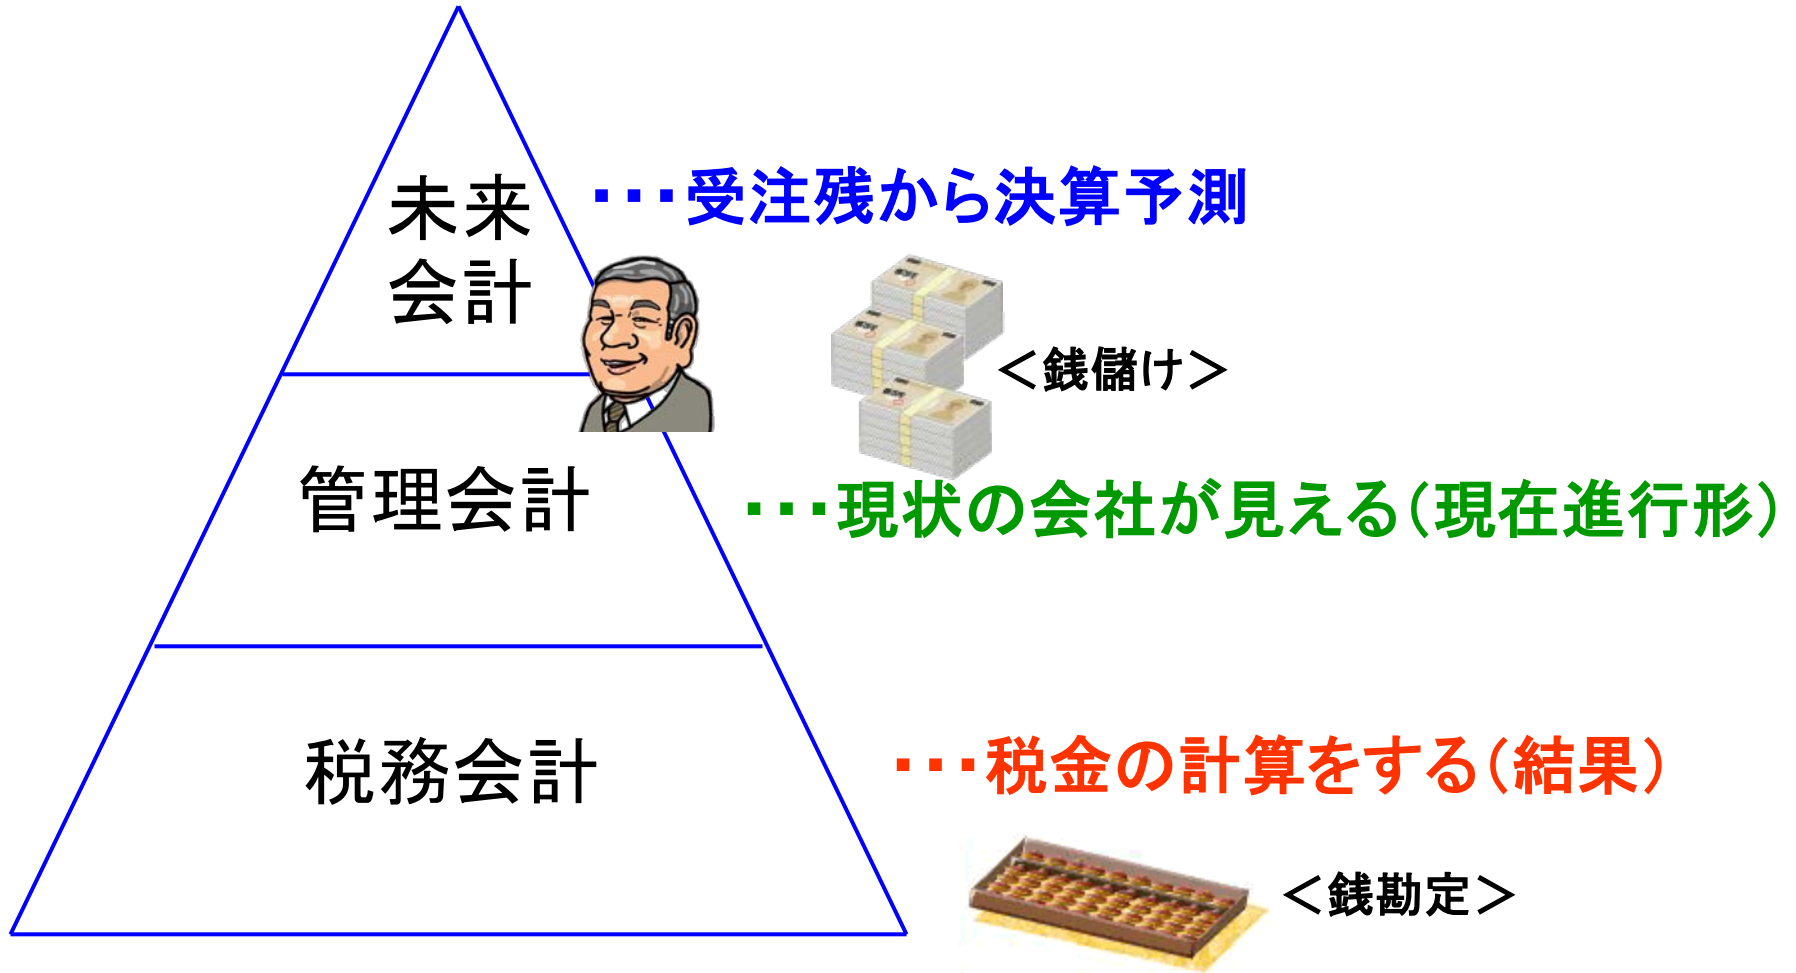 未来
会計
・・・受注残から決算予測
＜銭儲け＞
管理会計
・・・現状の会社が見える（現在進行形）
税務会計
・・・税金の計算をする（結果）
＜銭勘定＞